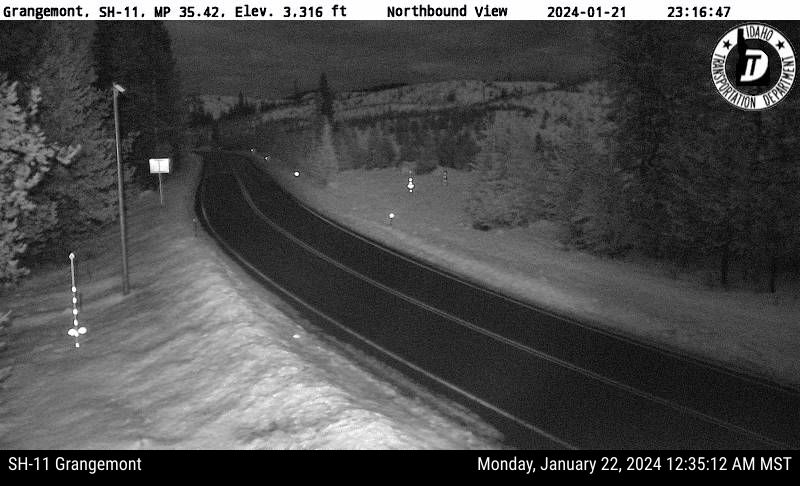 Grangemont, SH-11, MP 35.42, Elev. 3,316 ft Northbound View 2024-01-21 23:16:47
IDAHO
TRANSPORTATION DEPARTMENT
SH-11 Grangemont Monday, January 22, 2024 12:35:12 AM MST